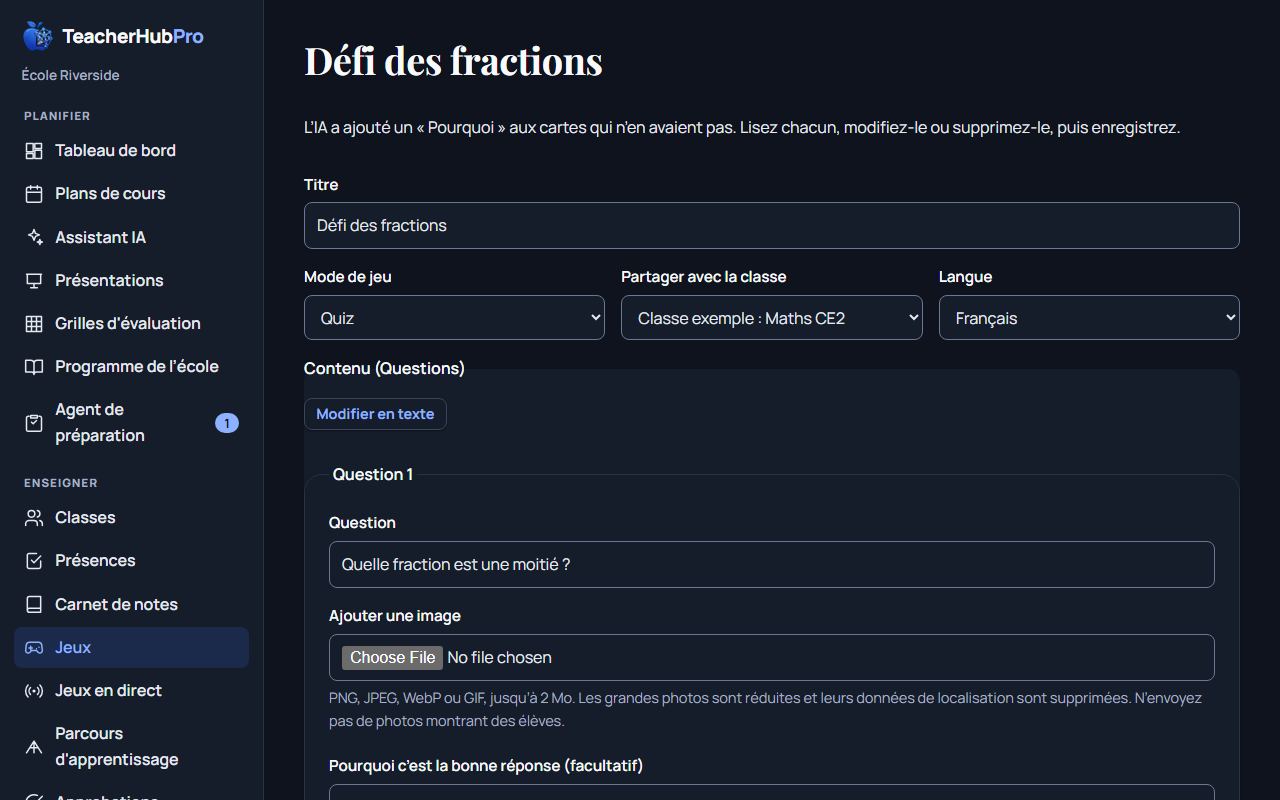 TeacherHubPro
École Riverside
PLANIFIER
Tableau de bord
Plans de cours
Assistant IA
Présentations
Grilles d'évaluation
Programme de l'école
Agent de
préparation
1
ENSEIGNER
Classes
Présences
Carnet de notes
Jeux
Jeux en direct
Parcours
d'apprentissage
Approbations
Défi des fractions
L'IA a ajouté un « Pourquoi » aux cartes qui n'en avaient pas. Lisez chacun, modifiez-le ou supprimez-le, puis enregistrez.
Titre
Défi des fractions
Mode de jeu
Partager avec la classe
Langue
Quiz
Classe exemple : Maths CE2
Français
Contenu (Questions)
Modifier en texte
Question 1
Question
Quelle fraction est une moitié ?
Ajouter une image
Choose File No file chosen
PNG, JPEG, WebP ou GIF, jusqu'à 2 Mo. Les grandes photos sont réduites et leurs données de localisation sont supprimées. N'envoyez
pas de photos montrant des élèves.
Pourquoi c'est la bonne réponse (facultatif)